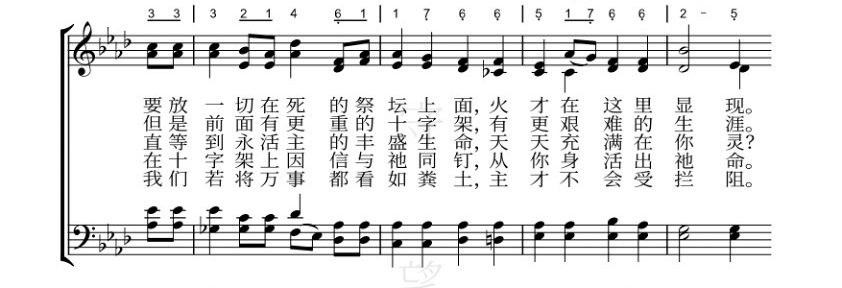 3 3 | 3 2 1 4 6 1 | 1 7 6 6 | 5 1 7 6 6 | 2 - 5
要放一切在死的祭坛上面，火才在这里显现。
但是前面有更重的十字架，有更艰难的生涯。
直等到永活主的丰盛生命，天天充满在你灵？
在十字架上因信与祂同钉，从你身活出祂命。
我们若将万事都看如粪土，主才不会受拦阻。